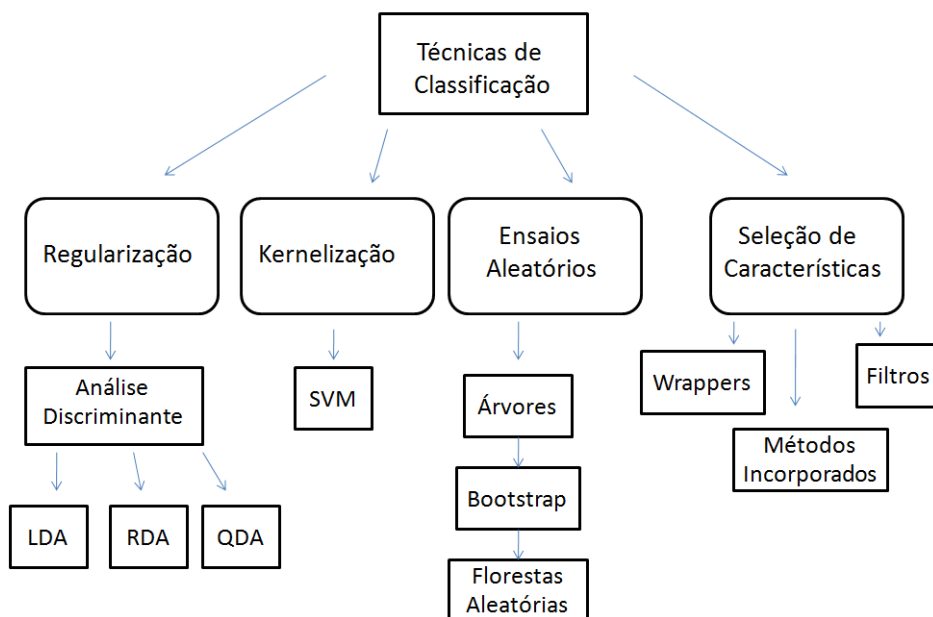 Técnicas de
Classificação
Regularização
Kernelização
Ensaios
Aleatórios
Seleção de
Características
Análise
Discriminante
SVM
Árvores
Wrappers
Filtros
Métodos
Incorporados
LDA
RDA
QDA
Bootstrap
Florestas
Aleatórias